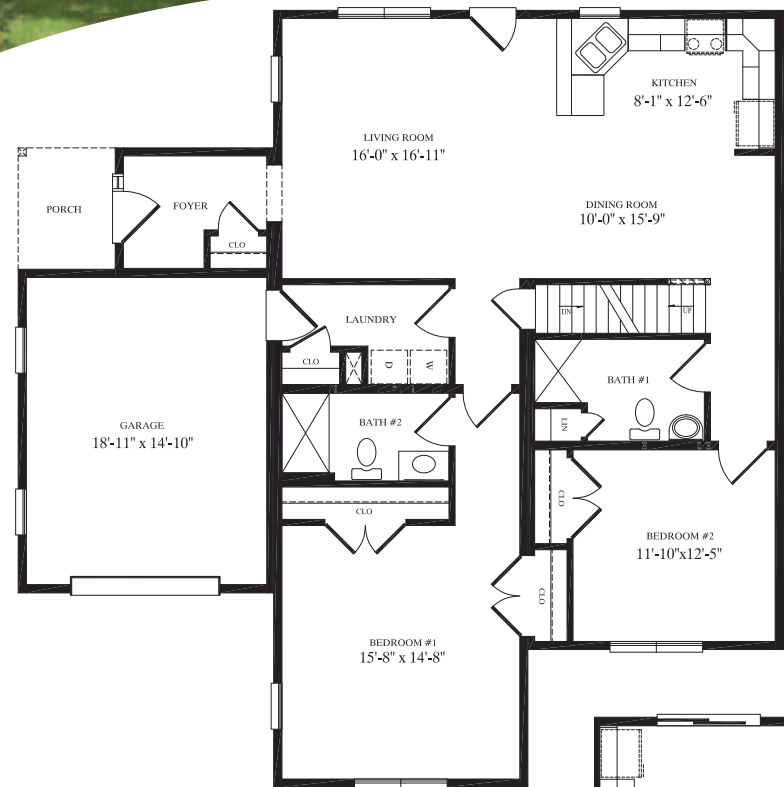 KITCHEN
8'-1" x 12'-6"
LIVING ROOM
16'-0" x 16'-11"
PORCH
FOYER
DINING ROOM
10'-0" x 15'-9"
CLO
DN
UP
LAUNDRY
CLO
D
W
BATH #1
GARAGE
18'-11" x 14'-10"
BATH #2
LIN
CLO
CLO
BEDROOM #2
11'-10"x12'-5"
CLO
BEDROOM #1
15'-8" x 14'-8"